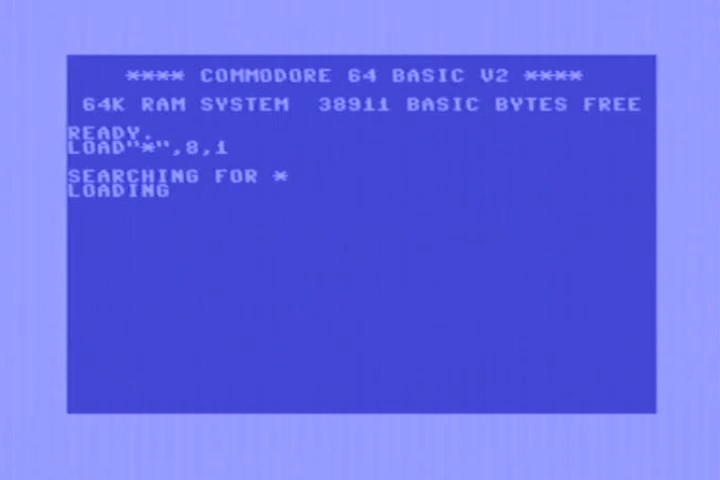 **** COMMODORE 64 BASIC V2 ****
64K RAM SYSTEM  38911 BASIC BYTES FREE
READY.
LOAD"*",8,1
SEARCHING FOR *
LOADING